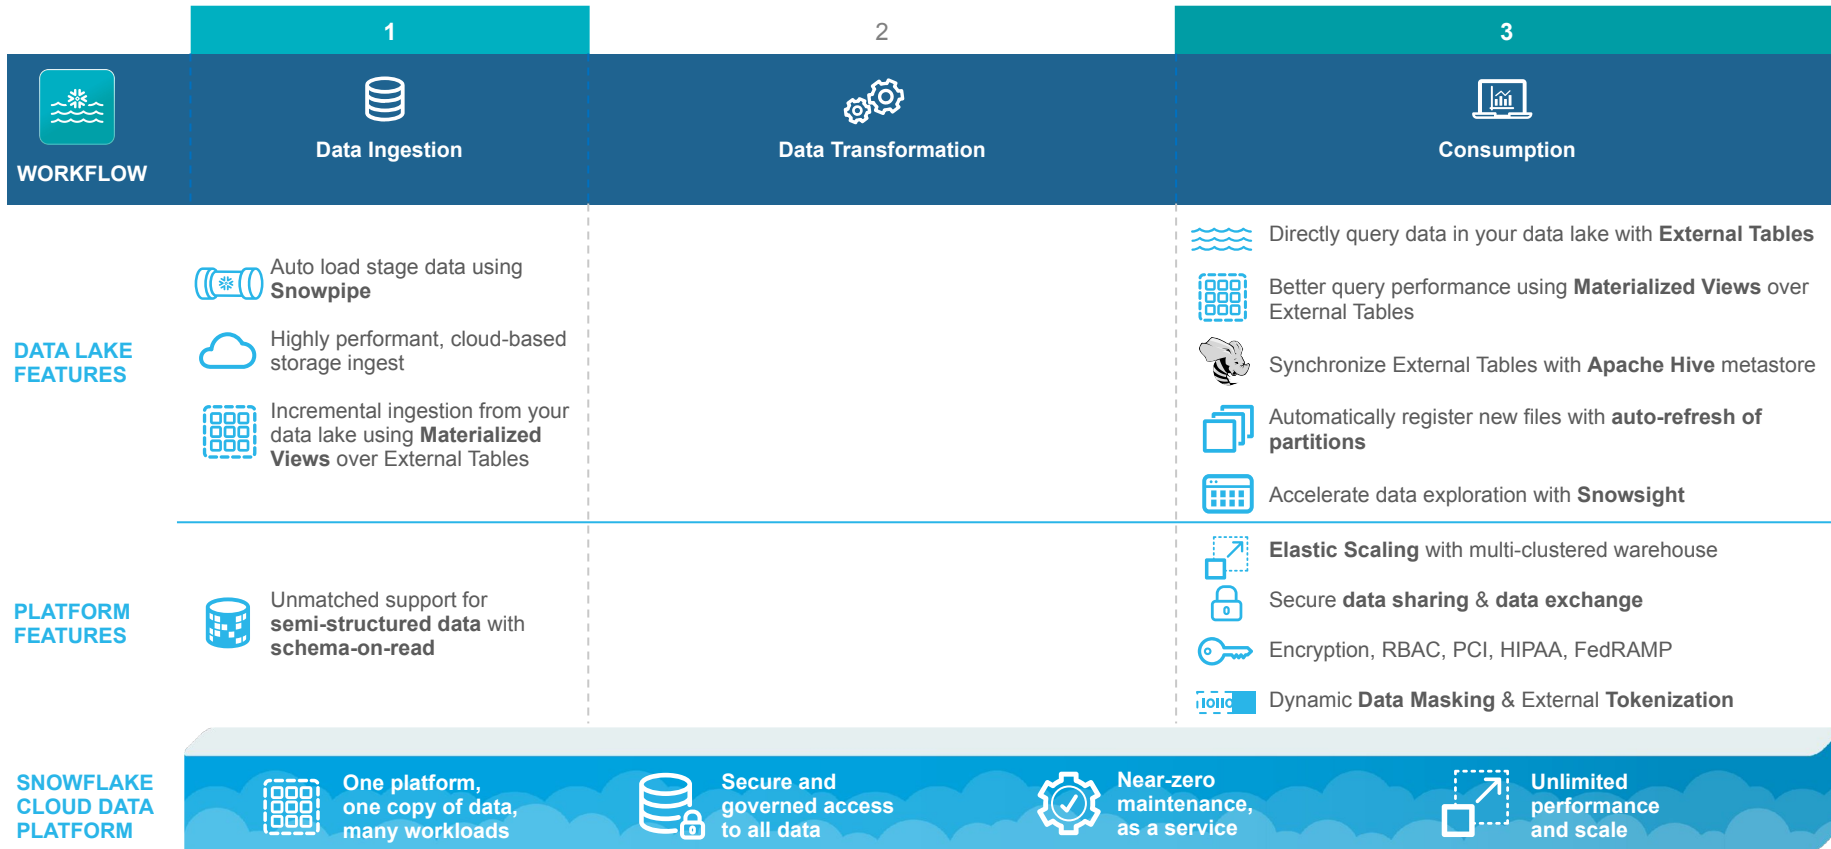 1
2
3
WORKFLOW
Data Ingestion
Data Transformation
Consumption
DATA LAKE
FEATURES
Auto load stage data using
Snowpipe
Highly performant, cloud-based
storage ingest
Incremental ingestion from your
data lake using Materialized
Views over External Tables
Directly query data in your data lake with External Tables
Better query performance using Materialized Views over
External Tables
Synchronize External Tables with Apache Hive metastore
Automatically register new files with auto-refresh of
partitions
Accelerate data exploration with Snowsight
PLATFORM
FEATURES
Unmatched support for
semi-structured data with
schema-on-read
Elastic Scaling with multi-clustered warehouse
Secure data sharing & data exchange
Encryption, RBAC, PCI, HIPAA, FedRAMP
Dynamic Data Masking & External Tokenization
SNOWFLAKE
CLOUD DATA
PLATFORM
One platform,
one copy of data,
many workloads
Secure and
governed access
to all data
Near-zero
maintenance,
as a service
Unlimited
performance
and scale